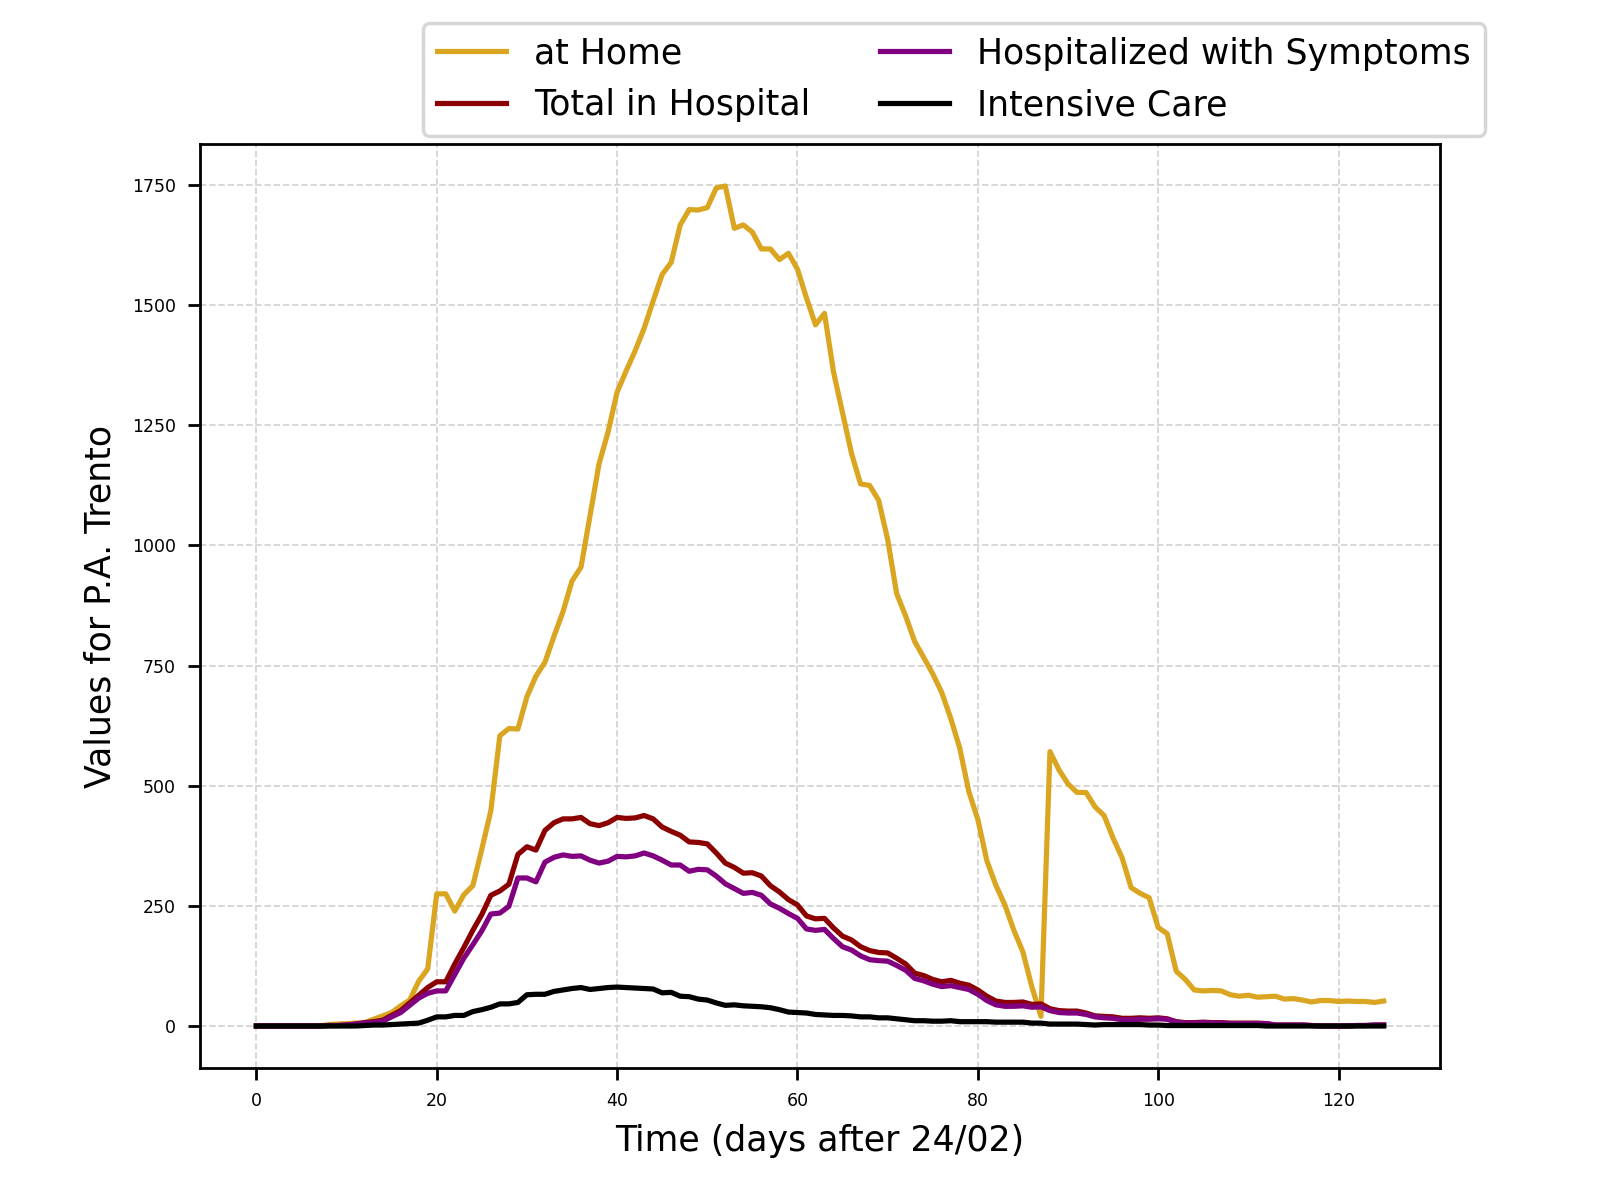 at Home
Total in Hospital
Hospitalized with Symptoms
Intensive Care
1750
1500
1250
1000
750
500
250
0
Values for P.A. Trento
0 20 40 60 80 100 120
Time (days after 24/02)